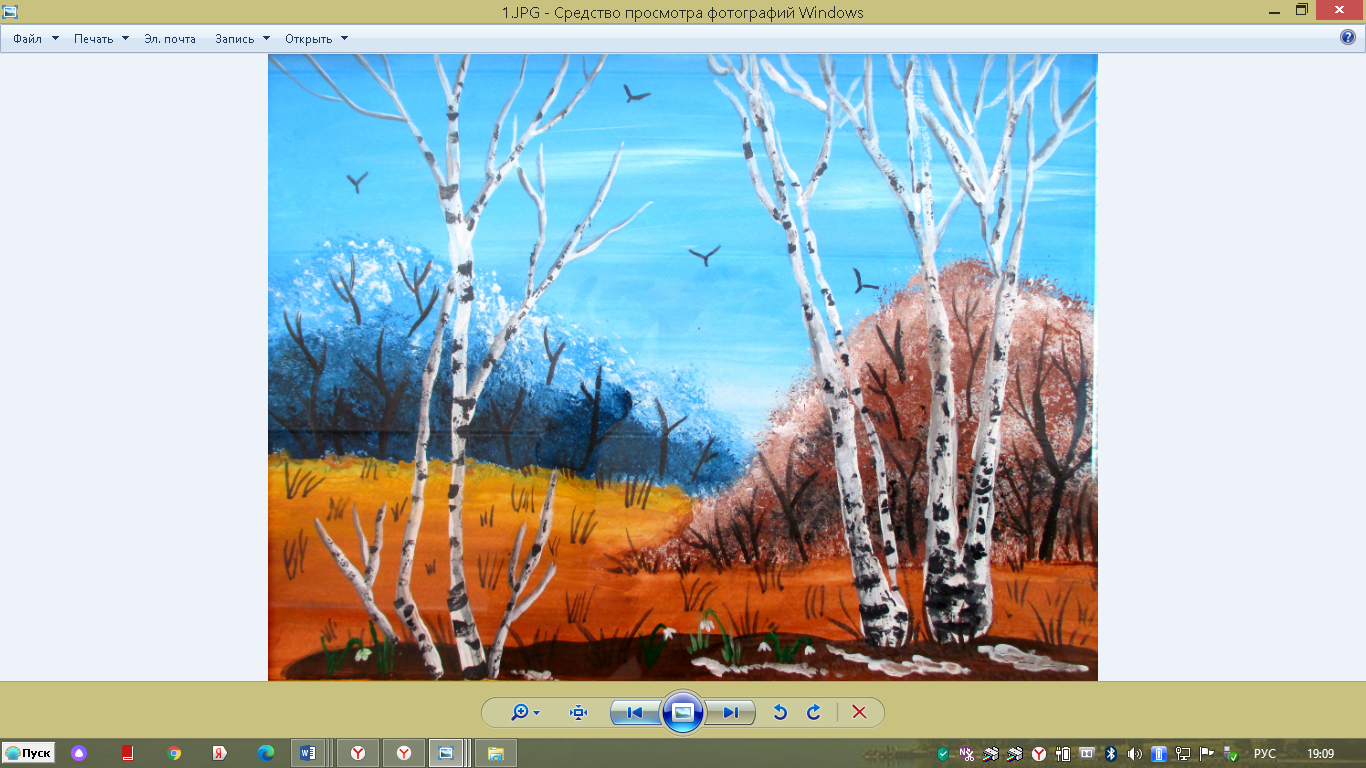 1.JPG - Средство просмотра фотографий Windows
Файл Печать Эл. почта Запись Открыть
Пуск
РУС
19:09